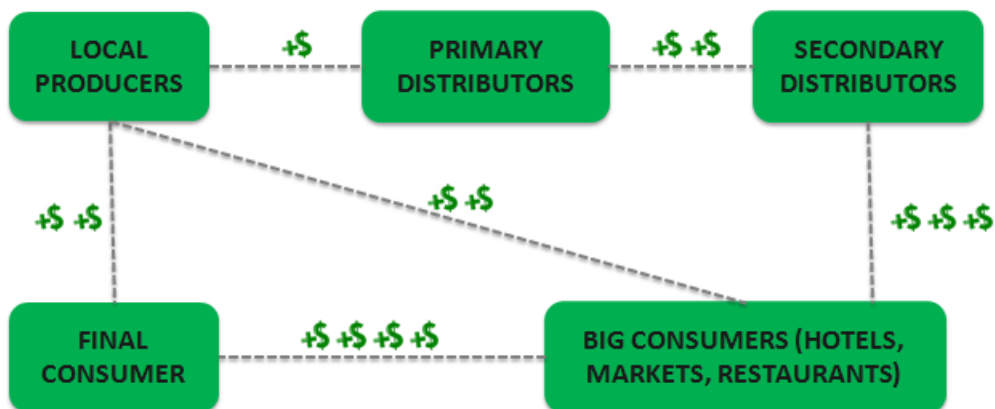 LOCAL
PRODUCERS
+$
PRIMARY
DISTRIBUTORS
+$ +$
SECONDARY
DISTRIBUTORS
+$ +$
+$ +$
+$ +$ +$
FINAL
CONSUMER
+$ +$ +$ +$
BIG CONSUMERS (HOTELS,
MARKETS, RESTAURANTS)